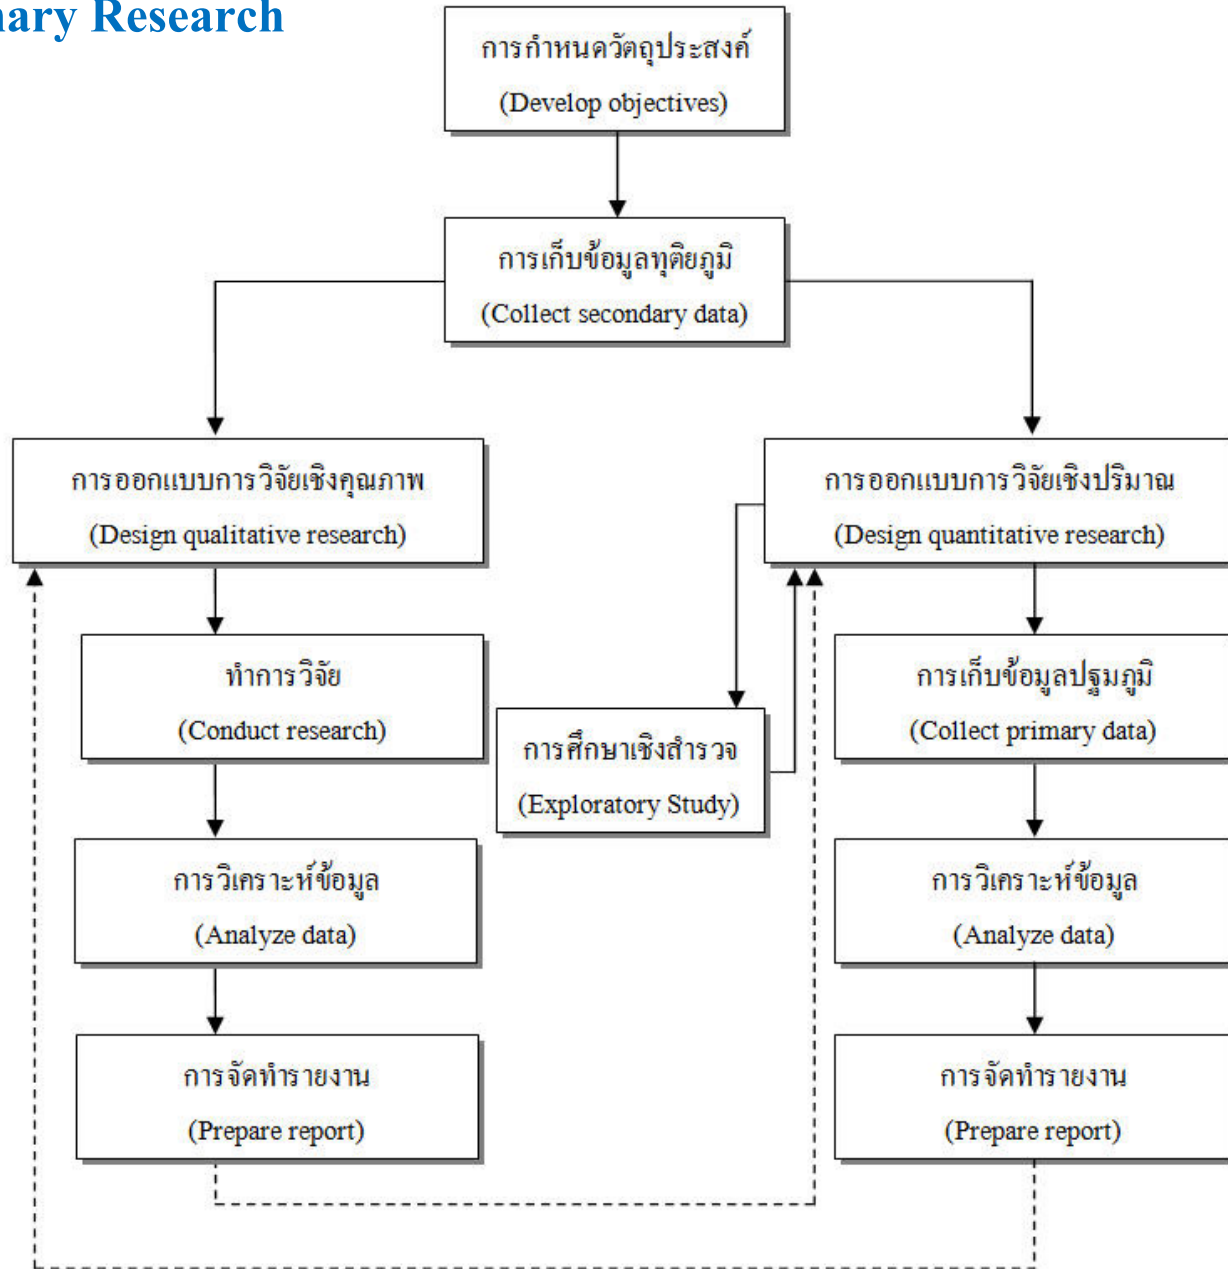 nary Research
การกำหนดวัตถุประสงค์
(Develop objectives)
การเก็บข้อมูลทุติยภูมิ
(Collect secondary data)
การออกแบบการวิจัยเชิงคุณภาพ
(Design qualitative research)
การออกแบบการวิจัยเชิงปริมาณ
(Design quantitative research)
ทำการวิจัย
(Conduct research)
การศึกษาเชิงสำรวจ
(Exploratory Study)
การเก็บข้อมูลปฐมภูมิ
(Collect primary data)
การวิเคราะห์ข้อมูล
(Analyze data)
การวิเคราะห์ข้อมูล
(Analyze data)
การจัดทำรายงาน
(Prepare report)
การจัดทำรายงาน
(Prepare report)